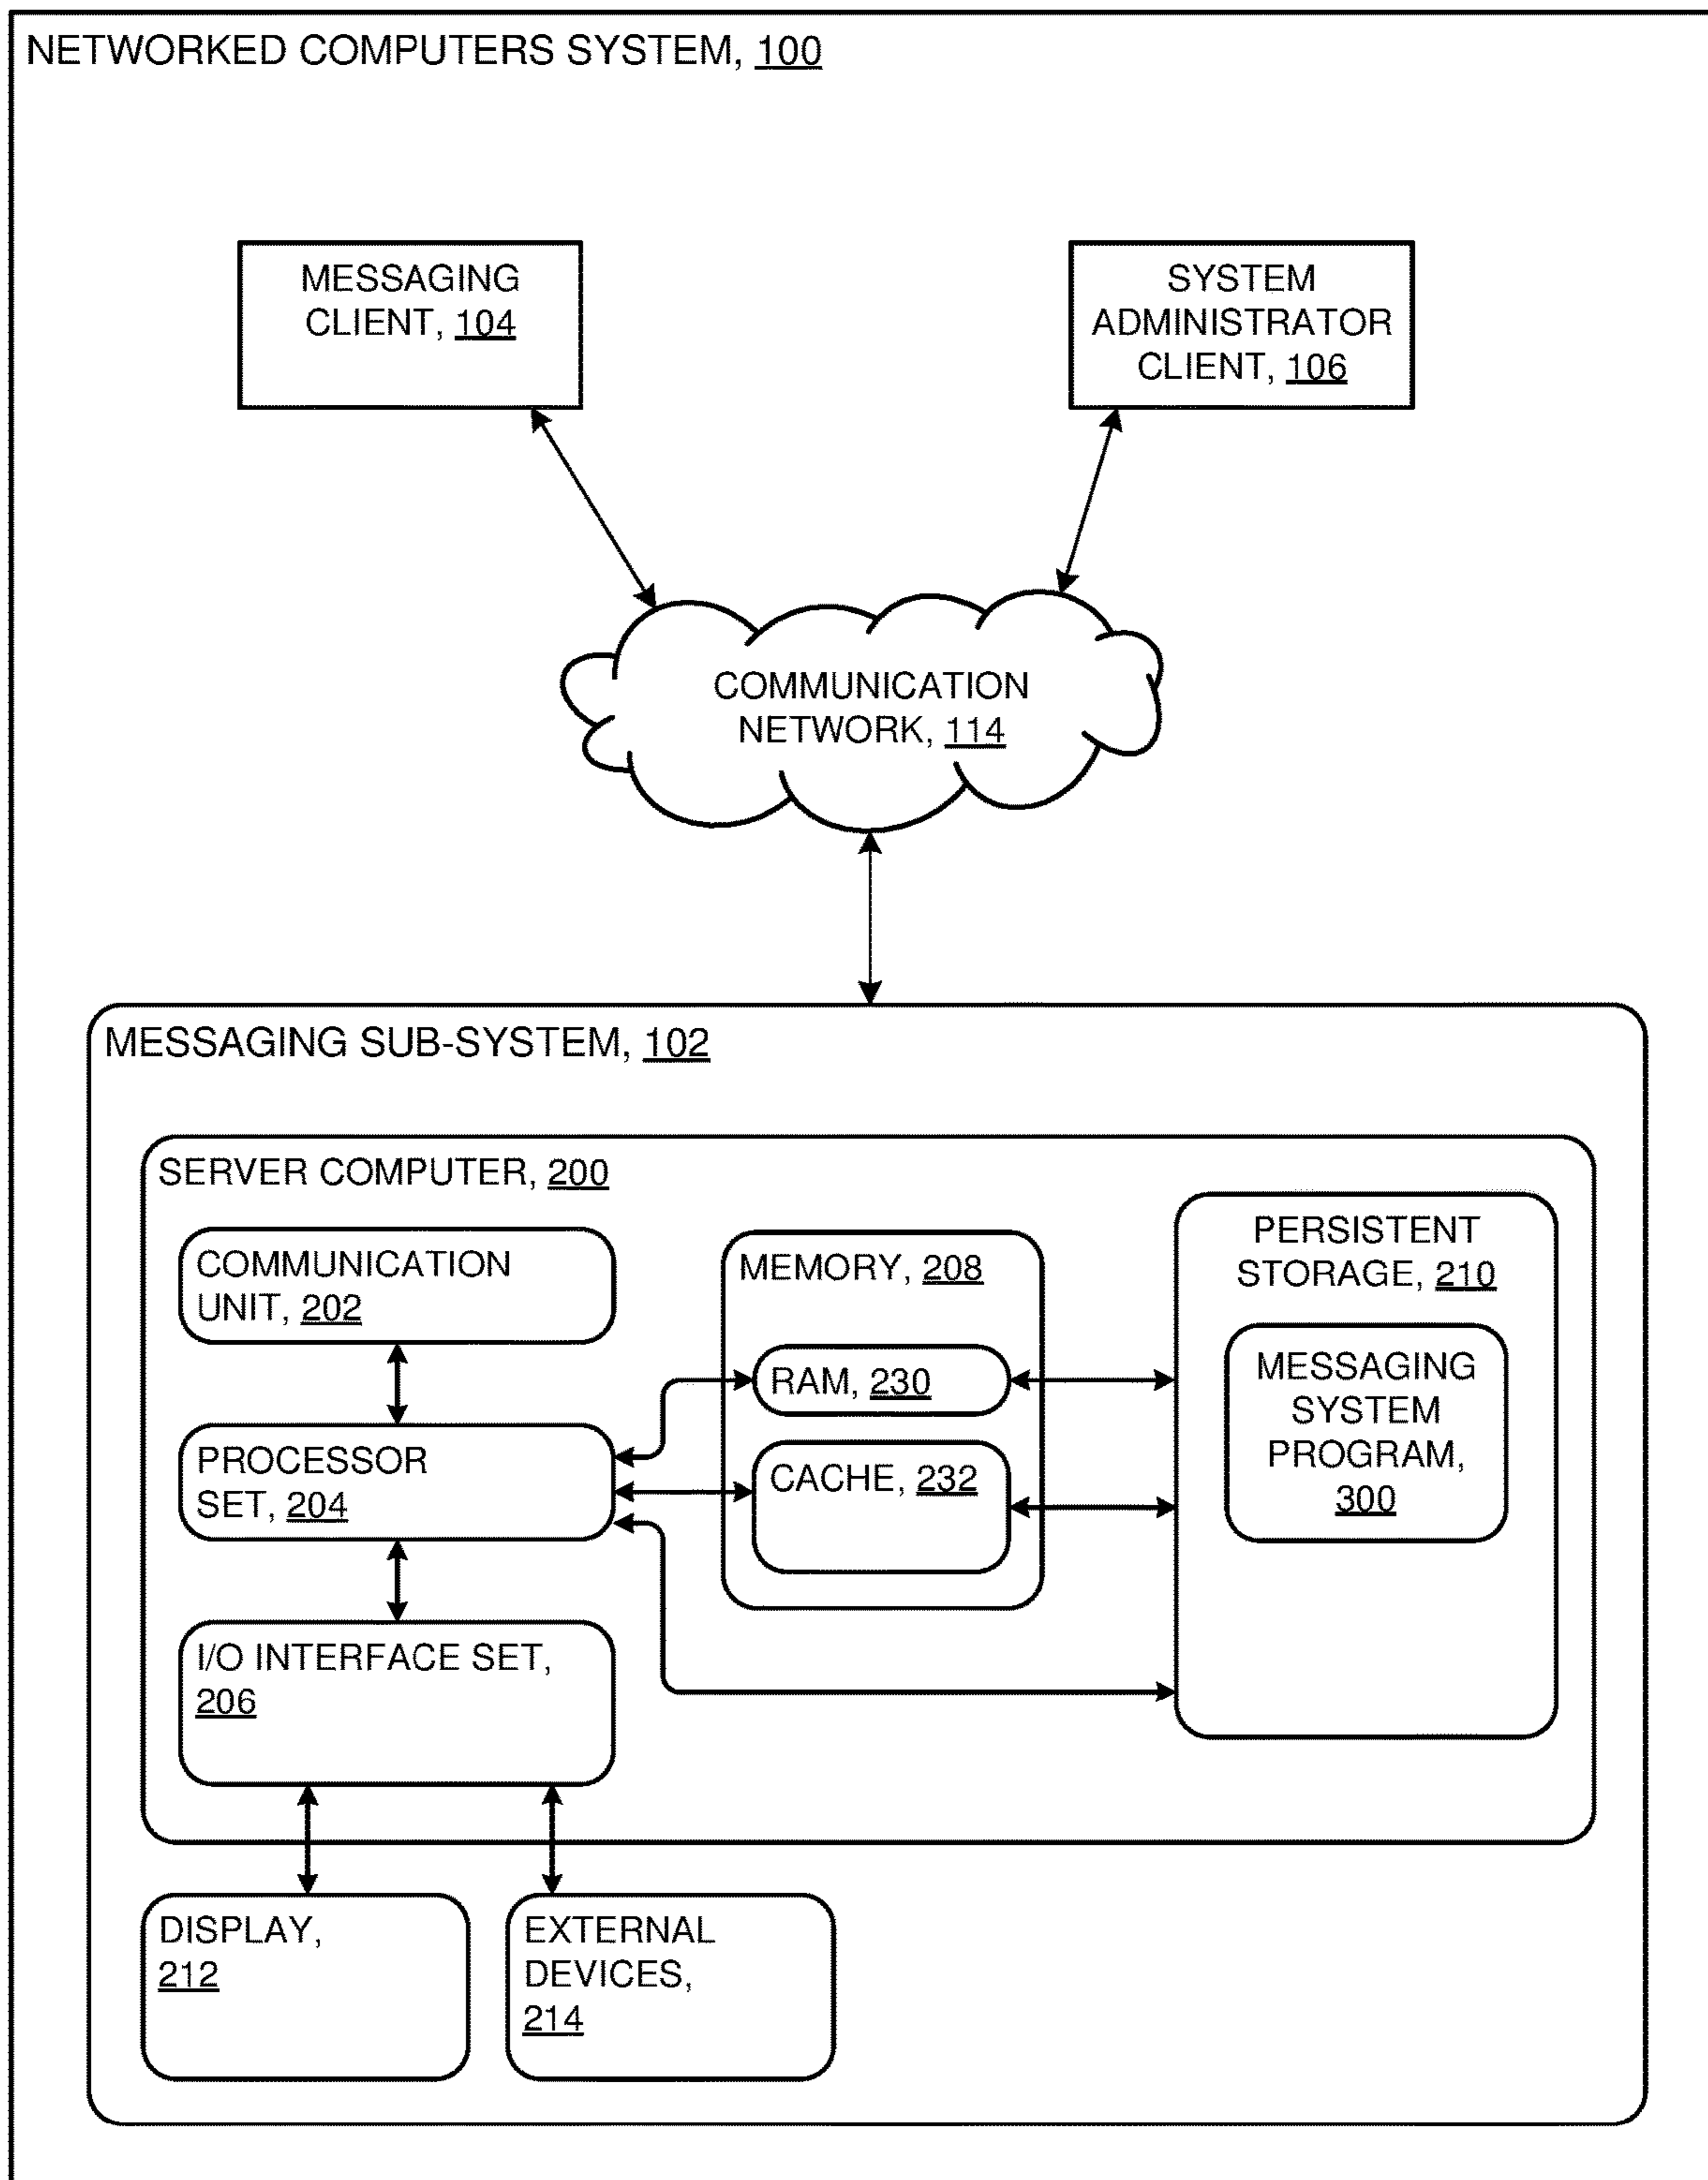 NETWORKED COMPUTERS SYSTEM, 100
MESSAGING
CLIENT, 104
SYSTEM
ADMINISTRATOR
CLIENT, 106
COMMUNICATION
NETWORK, 114
MESSAGING SUB-SYSTEM, 102
SERVER COMPUTER, 200
COMMUNICATION
UNIT, 202
PROCESSOR
SET, 204
I/O INTERFACE SET,
206
MEMORY, 208
RAM, 230
CACHE, 232
PERSISTENT
STORAGE, 210
MESSAGING
SYSTEM
PROGRAM,
300
DISPLAY,
212
EXTERNAL
DEVICES,
214